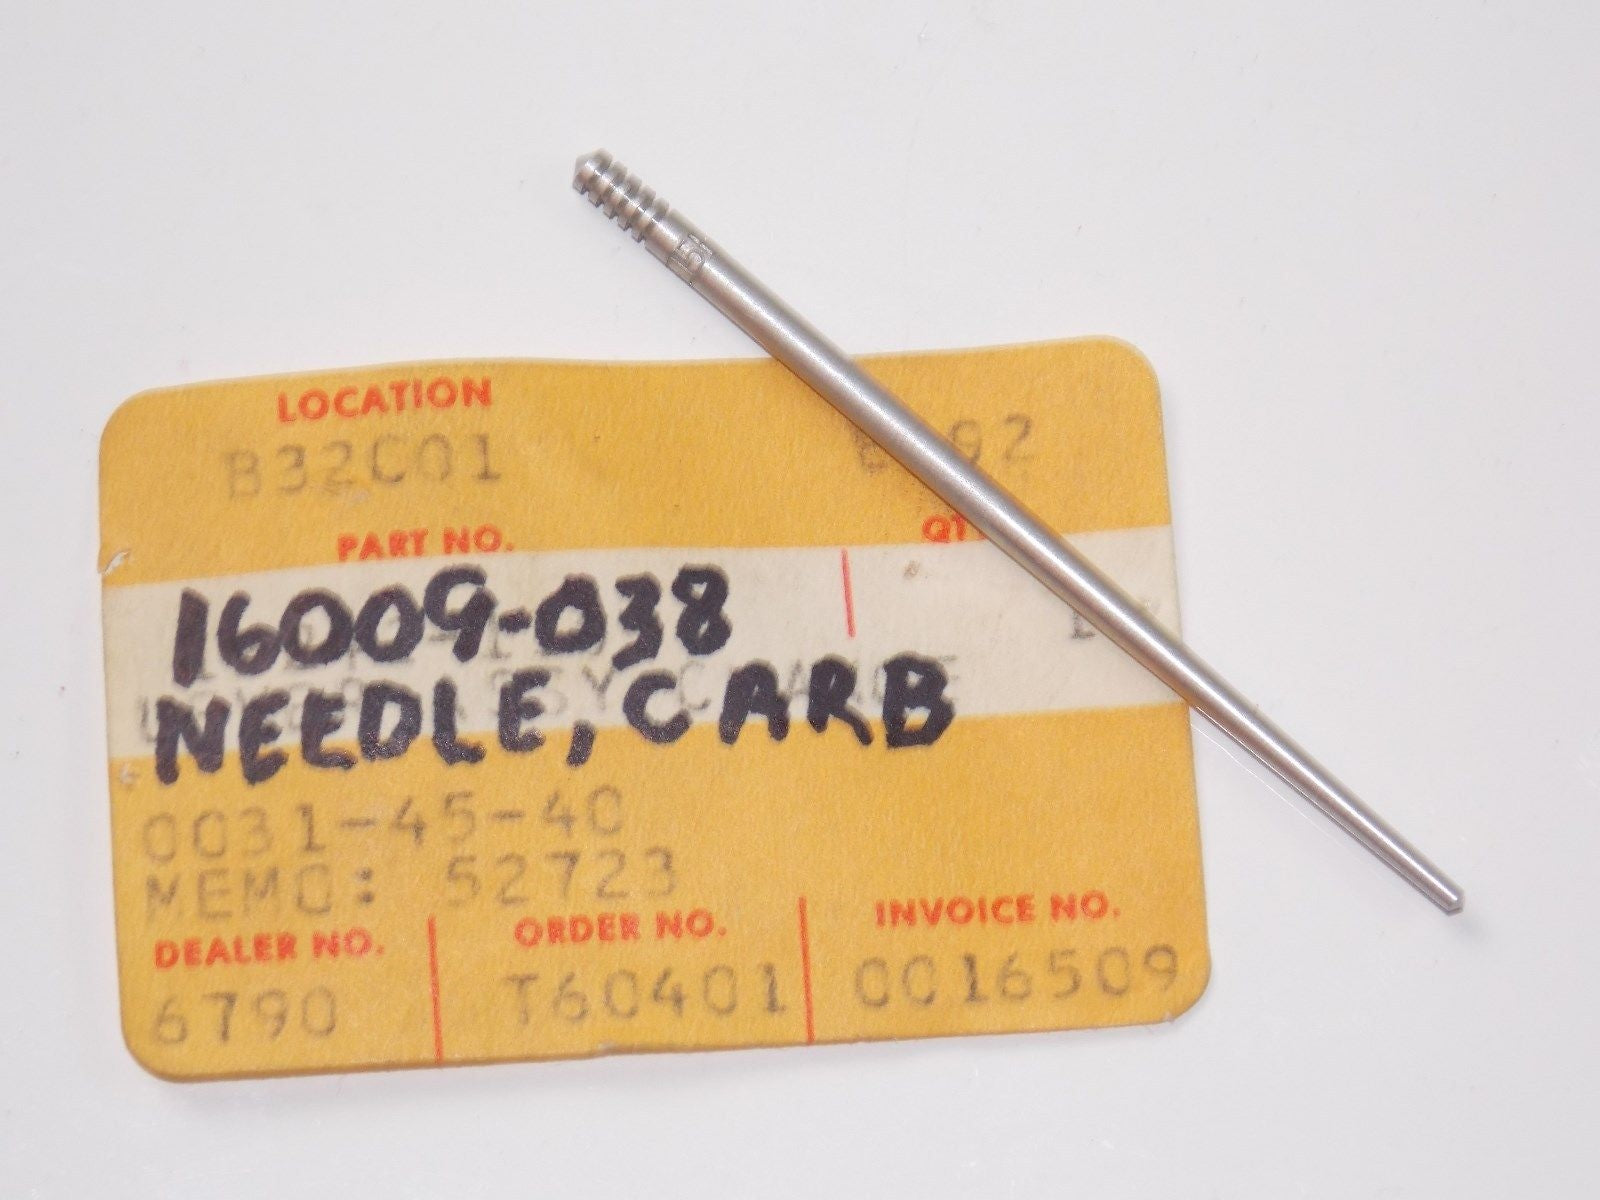 LOCATION
B32C01
PART NO.
16009-038
NEEDLE, CARB
0031-45-40
MEMO: 52723
DEALER NO. ORDER NO. INVOICE NO.
6790 T60401 0016509